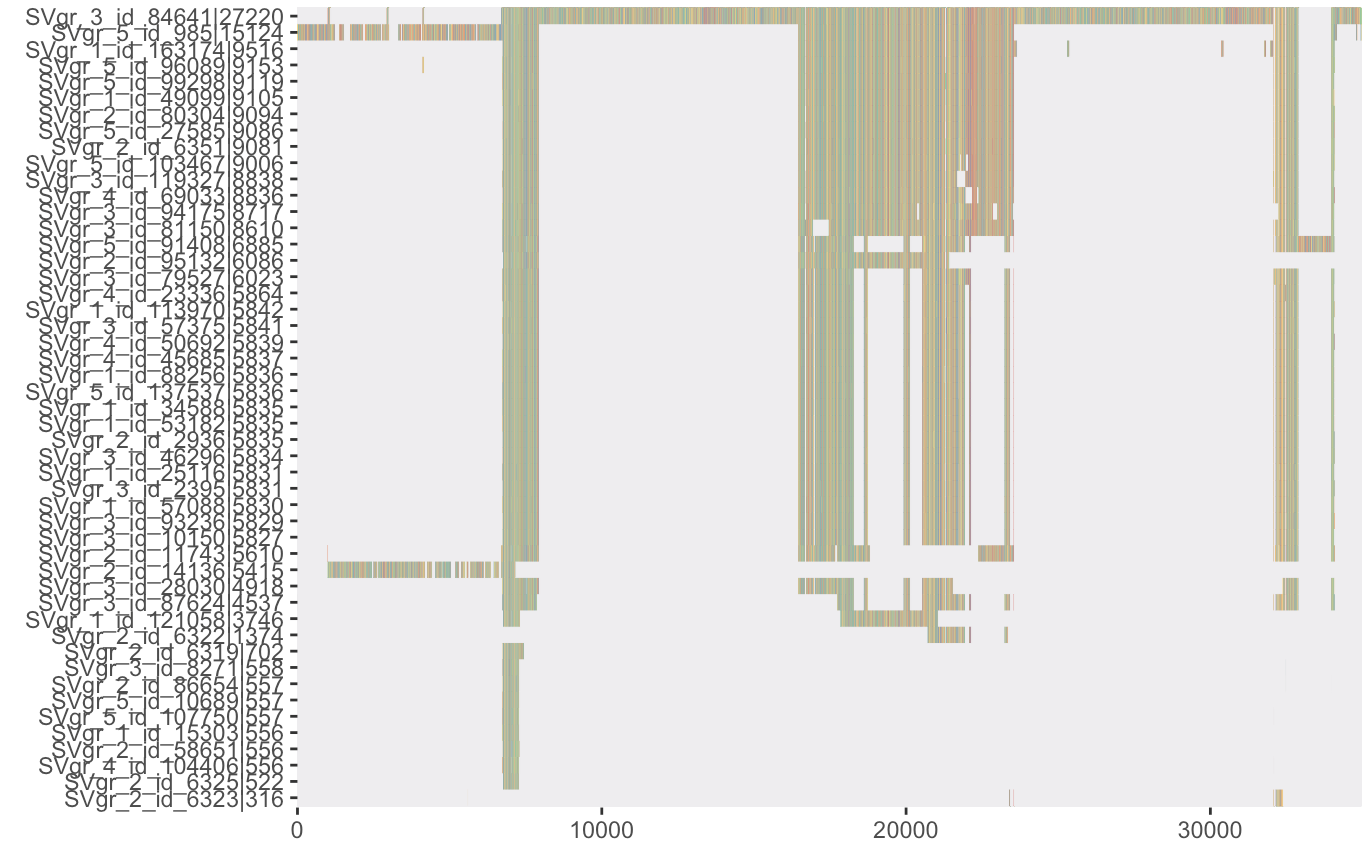 SVgr_3_id_84641|27220
SVgr_5_id_985|15124
SVgr_1_id_163174|9516
SVgr_5_id_96089|9153
SVgr_5_id_99288|9119
SVgr_1_id_49099|9105
SVgr_2_id_80304|9094
SVgr_5_id_27585|9086
SVgr_2_id_6351|9081
SVgr_5_id_103467|9006
SVgr_3_id_119327|8838
SVgr_4_id_69033|8836
SVgr_3_id_94175|8717
SVgr_3_id_81150|8610
SVgr_5_id_91408|6885
SVgr_2_id_95132|6086
SVgr_3_id_79527|6023
SVgr_4_id_23336|5864
SVgr_1_id_113970|5842
SVgr_3_id_57375|5841
SVgr_4_id_50692|5839
SVgr_4_id_45685|5837
SVgr_1_id_88256|5836
SVgr_5_id_137537|5836
SVgr_1_id_34588|5835
SVgr_1_id_53182|5835
SVgr_2_id_2936|5835
SVgr_3_id_46296|5834
SVgr_1_id_25116|5831
SVgr_3_id_2395|5831
SVgr_1_id_57088|5830
SVgr_3_id_93236|5829
SVgr_3_id_10150|5827
SVgr_2_id_11743|5610
SVgr_2_id_14136|5415
SVgr_3_id_28030|4918
SVgr_3_id_87624|4537
SVgr_1_id_121058|3746
SVgr_2_id_6322|1374
SVgr_2_id_6319|702
SVgr_3_id_8271|558
SVgr_2_id_86654|557
SVgr_5_id_10689|557
SVgr_5_id_107750|557
SVgr_1_id_15303|556
SVgr_2_id_58651|556
SVgr_4_id_104406|556
SVgr_2_id_6325|522
SVgr_2_id_6323|316
0 10000 20000 30000